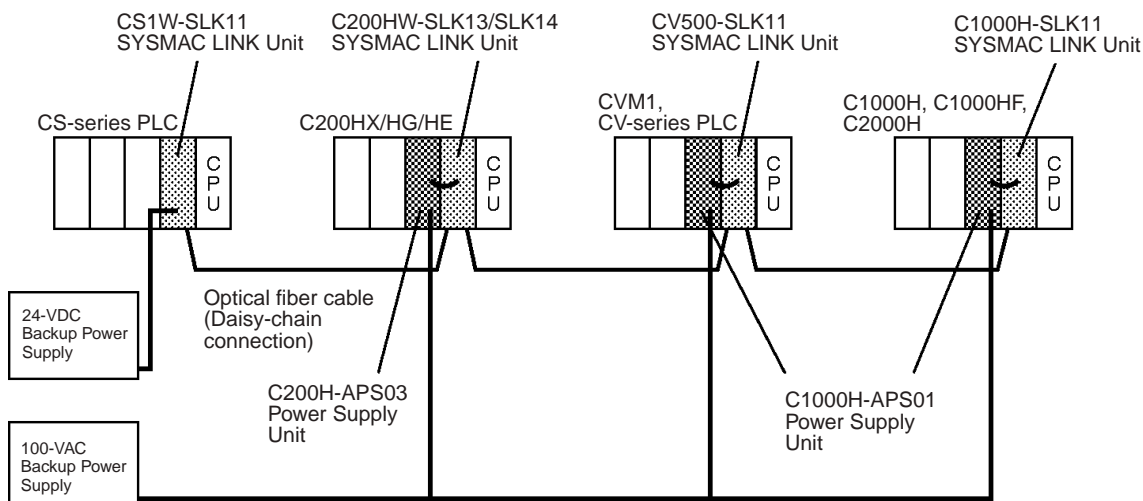 CS1W-SLK11
SYSMAC LINK Unit
C200HW-SLK13/SLK14
SYSMAC LINK Unit
CV500-SLK11
SYSMAC LINK Unit
C1000H-SLK11
SYSMAC LINK Unit
CS-series PLC
C200HX/HG/HE
CVM1,
CV-series PLC
C1000H, C1000HF,
C2000H
C
P
U
C
P
U
C
P
U
C
P
U
24-VDC
Backup Power
Supply
Optical fiber cable
(Daisy-chain
connection)
C200H-APS03
Power Supply
Unit
C1000H-APS01
Power Supply
Unit
100-VAC
Backup Power
Supply